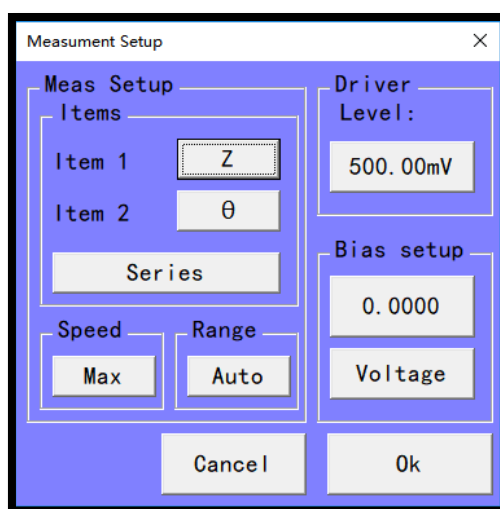 Measument Setup
Meas Setup
Items
Item 1 Z
Item 2 θ
Series
Speed
Max
Range
Auto
Driver
Level:
500.00mV
Bias setup
0.0000
Voltage
Cancel
Ok